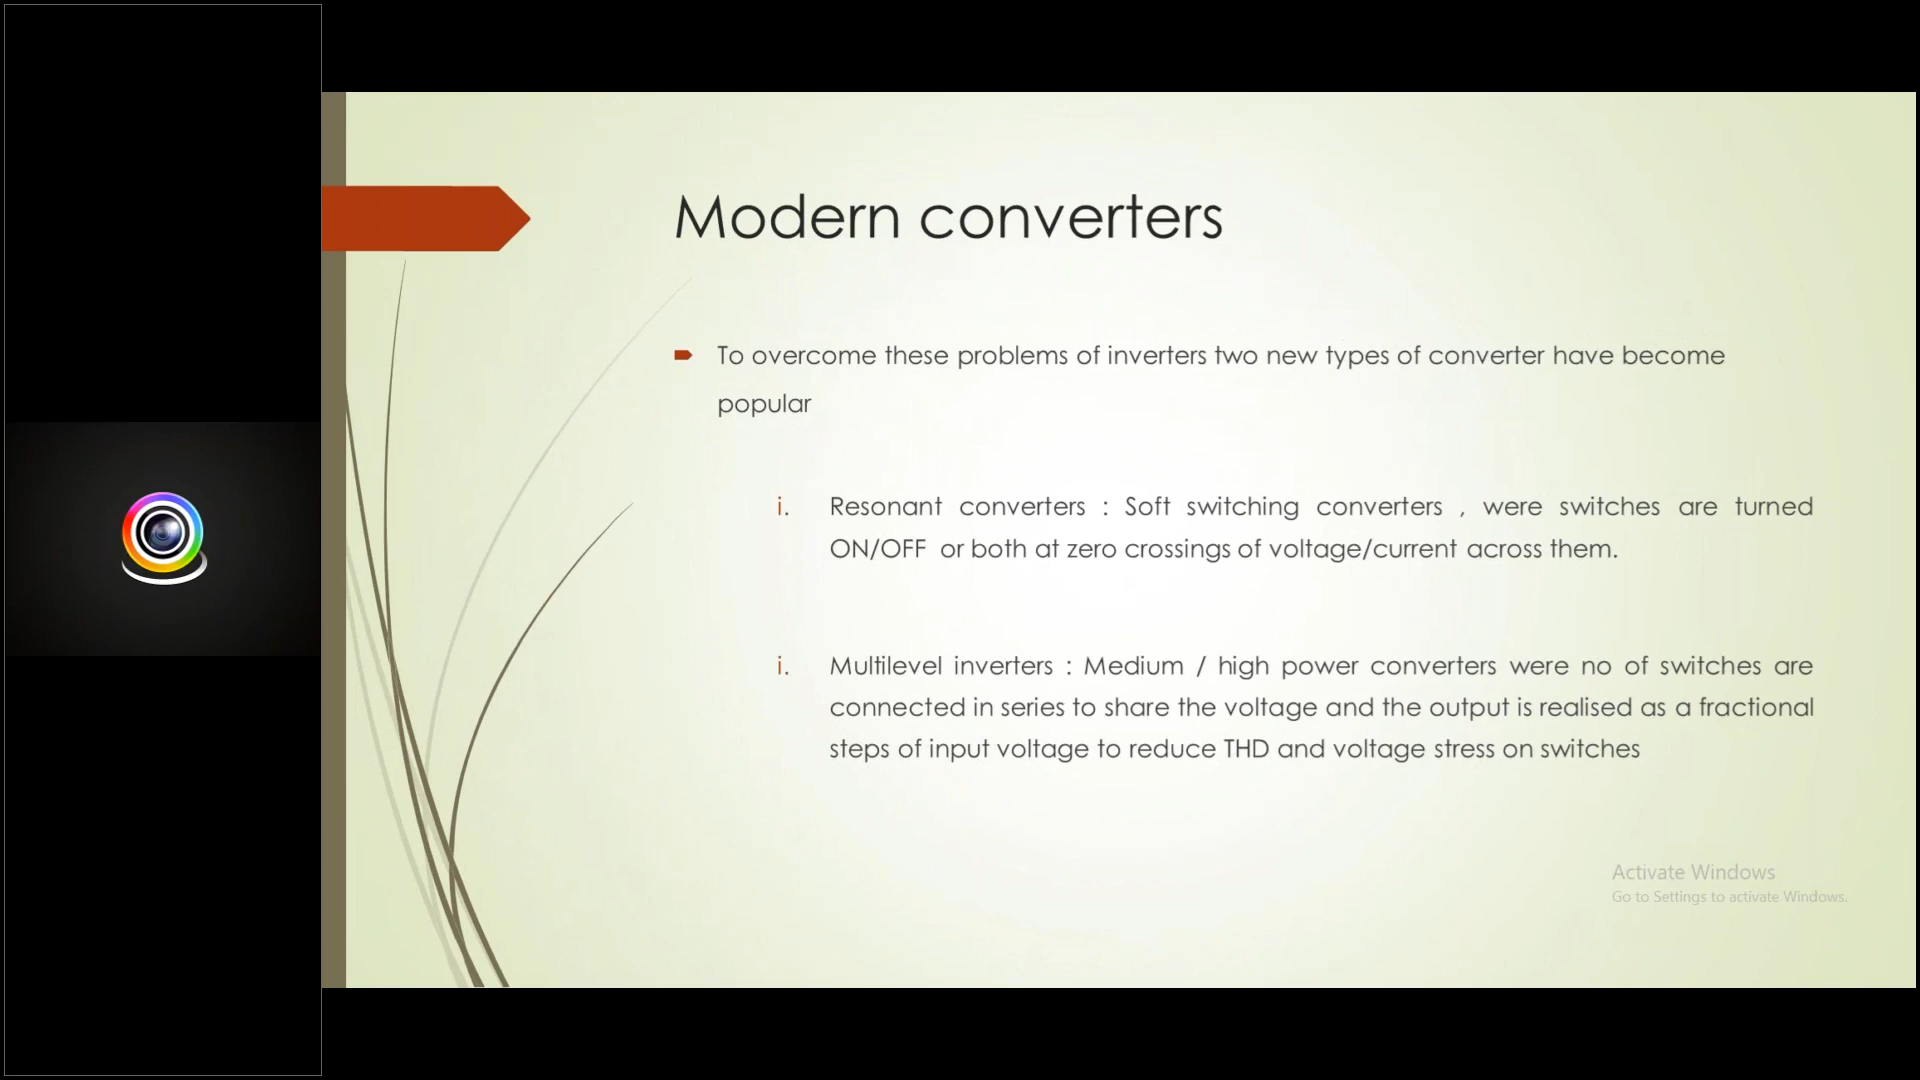 Modern converters
To overcome these problems of inverters two new types of converter have become
popular
i. Resonant converters : Soft switching converters , were switches are turned
ON/OFF or both at zero crossings of voltage/current across them.
i. Multilevel inverters : Medium / high power converters were no of switches are
connected in series to share the voltage and the output is realised as a fractional
steps of input voltage to reduce THD and voltage stress on switches
Activate Windows
Go to Settings to activate Windows.